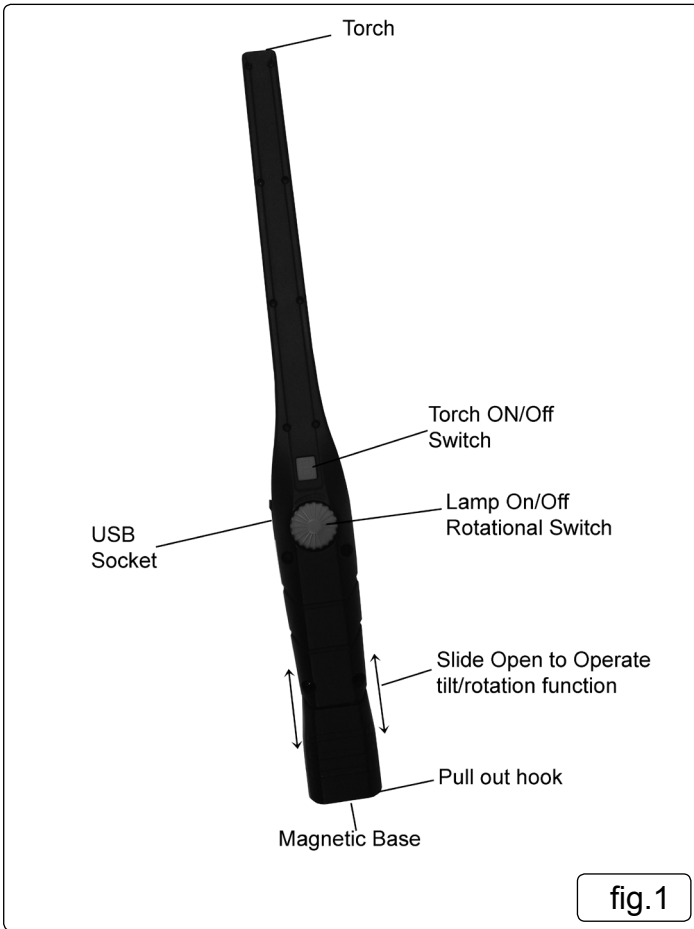 Torch
Torch ON/Off
Switch
Lamp On/Off
Rotational Switch
USB
Socket
Slide Open to Operate
tilt/rotation function
Pull out hook
Magnetic Base
fig.1